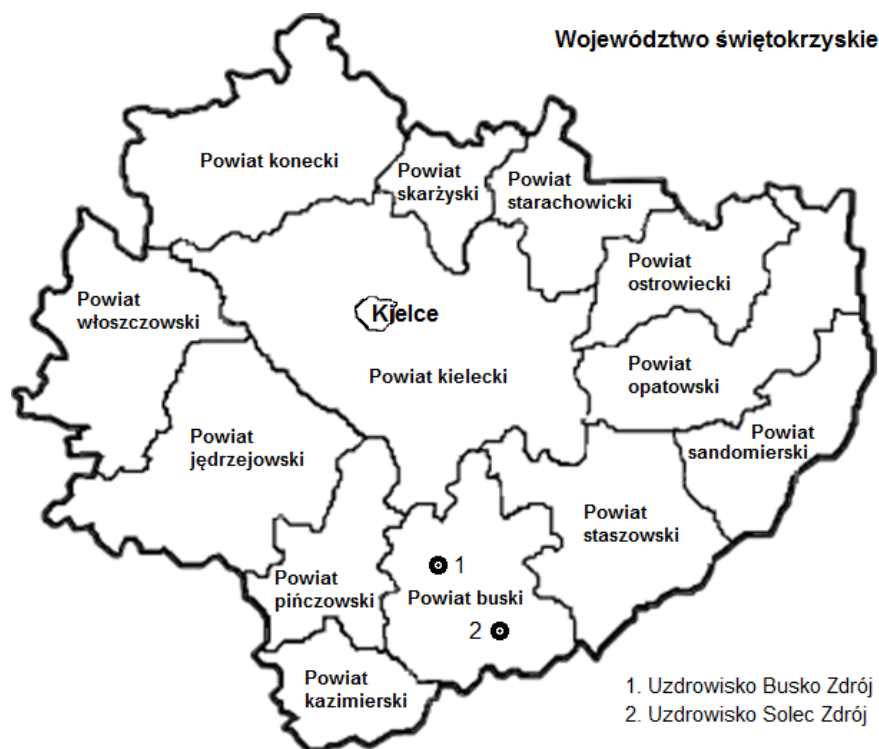 Województwo świętokrzyskie
Powiat konecki
Powiat
skarżyski
Powiat
starachowicki
Powiat
ostrowiecki
Powiat
włoszczowski
Kielce
Powiat kielecki
Powiat
opatowski
Powiat
sandomierski
Powiat
jędrzejowski
Powiat
staszowski
1
Powiat
pińczowski
Powiat buski
2
Powiat
kazimierski
1. Uzdrowisko Busko Zdrój
2. Uzdrowisko Solec Zdrój